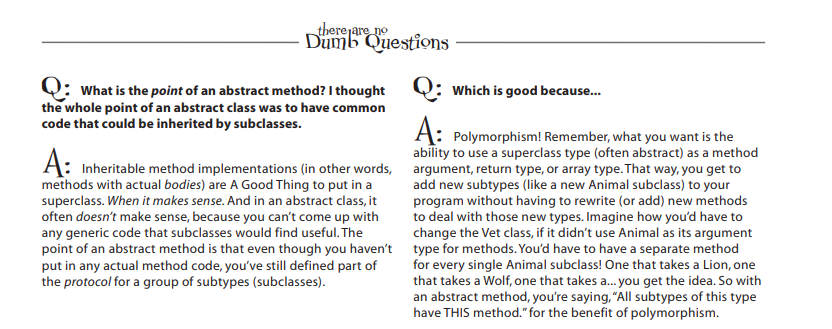 there are no
Dumb Questions
Q: What is the point of an abstract method? I thought
the whole point of an abstract class was to have common
code that could be inherited by subclasses.
A: Inheritable method implementations (in other words,
methods with actual bodies) are A Good Thing to put in a
superclass. When it makes sense. And in an abstract class, it
often doesn't make sense, because you can't come up with
any generic code that subclasses would find useful. The
point of an abstract method is that even though you haven't
put in any actual method code, you've still defined part of
the protocol for a group of subtypes (subclasses).
Q: Which is good because...
A: Polymorphism! Remember, what you want is the
ability to use a superclass type (often abstract) as a method
argument, return type, or array type. That way, you get to
add new subtypes (like a new Animal subclass) to your
program without having to rewrite (or add) new methods
to deal with those new types. Imagine how you'd have to
change the Vet class, if it didn't use Animal as its argument
type for methods. You'd have to have a separate method
for every single Animal subclass! One that takes a Lion, one
that takes a Wolf, one that takes a... you get the idea. So with
an abstract method, you're saying, "All subtypes of this type
have THIS method." for the benefit of polymorphism.